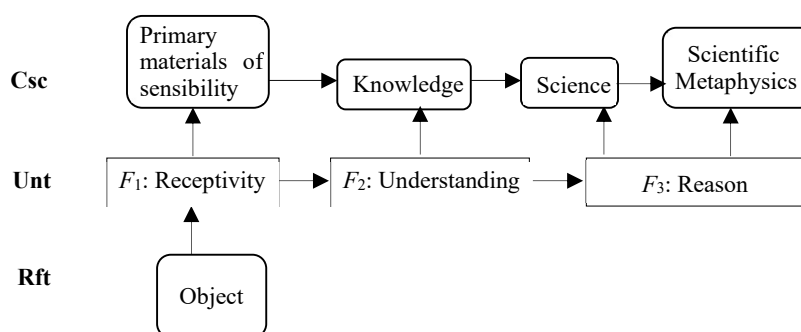 Primary
materials of
sensibility
Scientific
Metaphysics
Csc
Knowledge
Science
Unt
F1: Receptivity
F2: Understanding
F3: Reason
Rft
Object